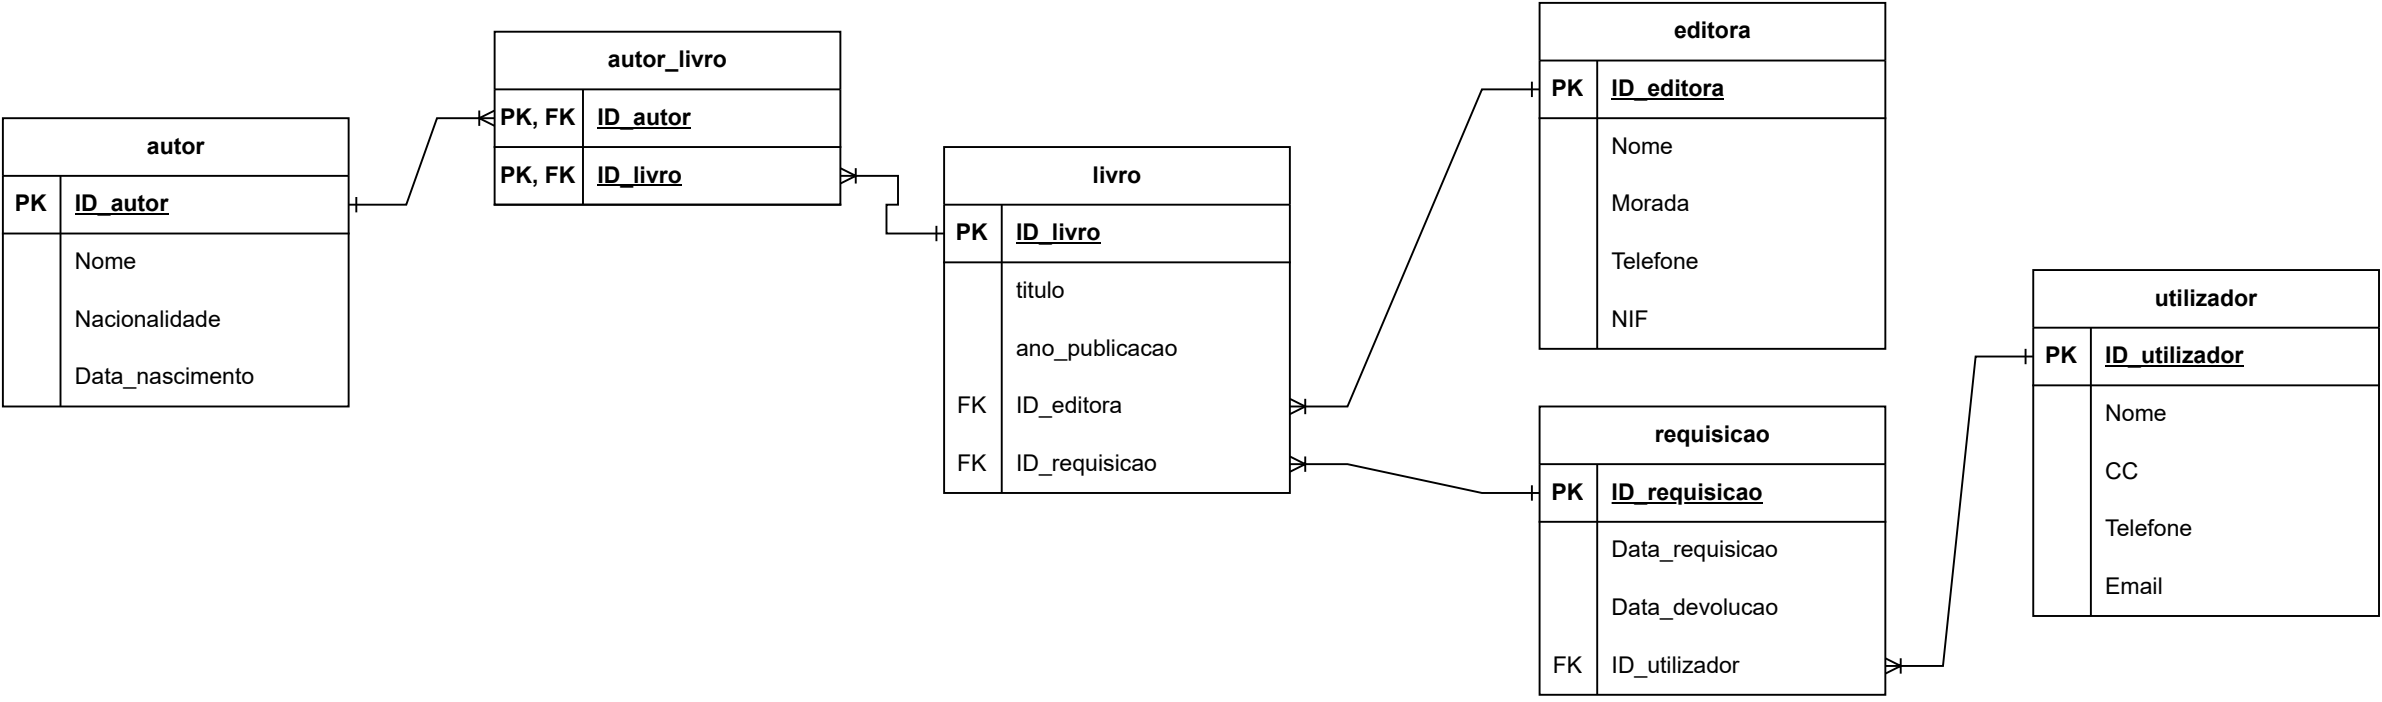 autor
PK ID_autor
Nome
Nacionalidade
Data_nascimento
autor_livro
PK, FK ID_autor
PK, FK ID_livro
livro
PK ID_livro
titulo
ano_publicacao
FK ID_editora
FK ID_requisicao
editora
PK ID_editora
Nome
Morada
Telefone
NIF
requisicao
PK ID_requisicao
Data_requisicao
Data_devolucao
FK ID_utilizador
utilizador
PK ID_utilizador
Nome
CC
Telefone
Email